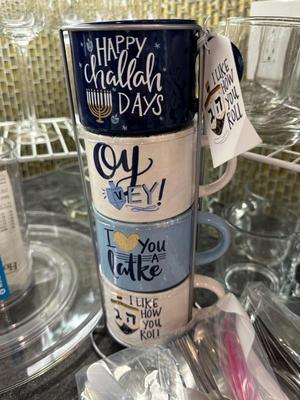 HAPPY
challah
DAYS
I LIKE
HOW
YOU
ROLL
ה ג
Oy
VEY!
I You
A
latke
I LIKE
HOW
YOU
ROLL
ה ג